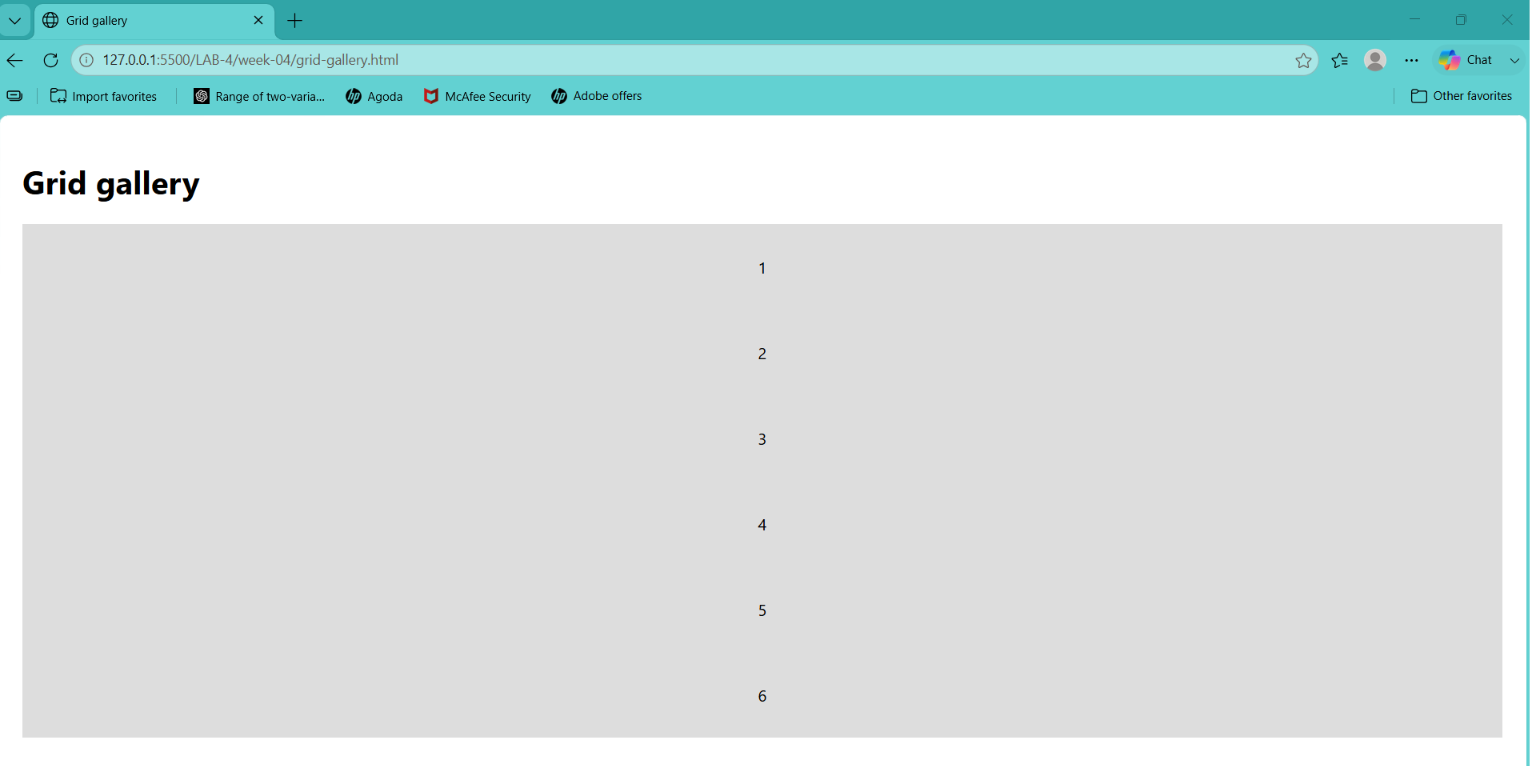 Grid gallery
127.0.0.1:5500/LAB-4/week-04/grid-gallery.html
Chat
Import favorites
Range of two-varia...
Agoda
McAfee Security
Adobe offers
Other favorites
Grid gallery
1
2
3
4
5
6